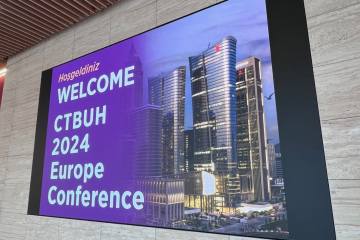 Hoşgeldiniz
WELCOME
CTBUH
2024
Europe
Conference